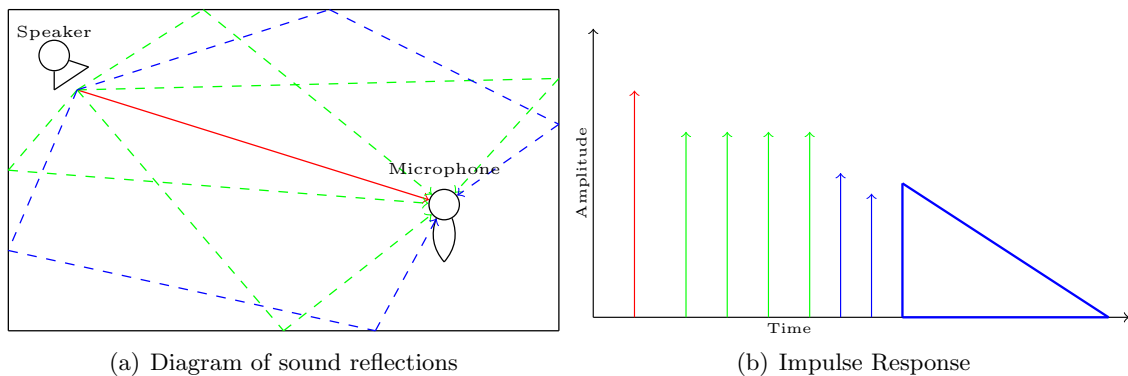 Speaker
Microphone
(a) Diagram of sound reflections
Amplitude
Time
(b) Impulse Response